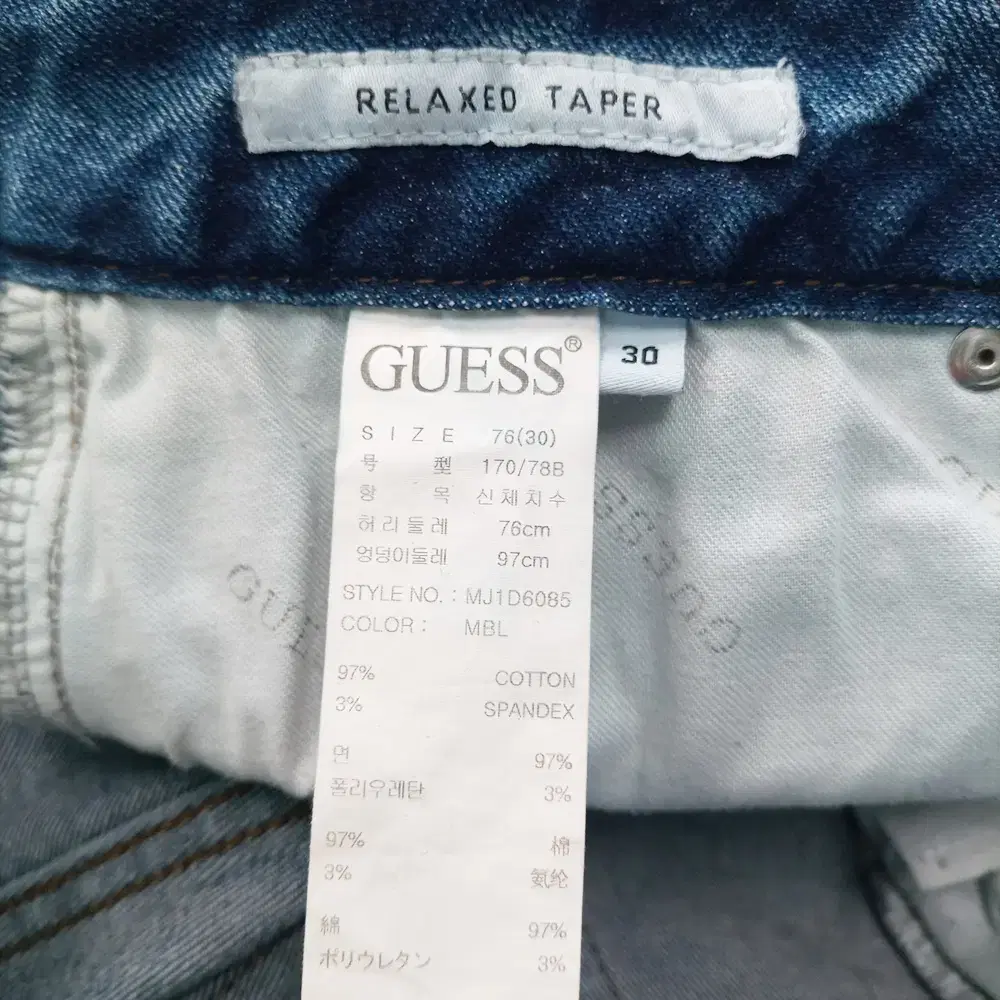 RELAXED TAPER
GUESS®
30
SIZE 76(30)
号 型 170/78B
항 목 신체치수
허리둘레 76cm
엉덩이둘레 97cm
STYLE NO. : MJ1D6085
COLOR : MBL
97% COTTON
3% SPANDEX
면 97%
폴리우레탄 3%
97% 棉
3% 氨纶
綿 97%
ポリウレタン 3%